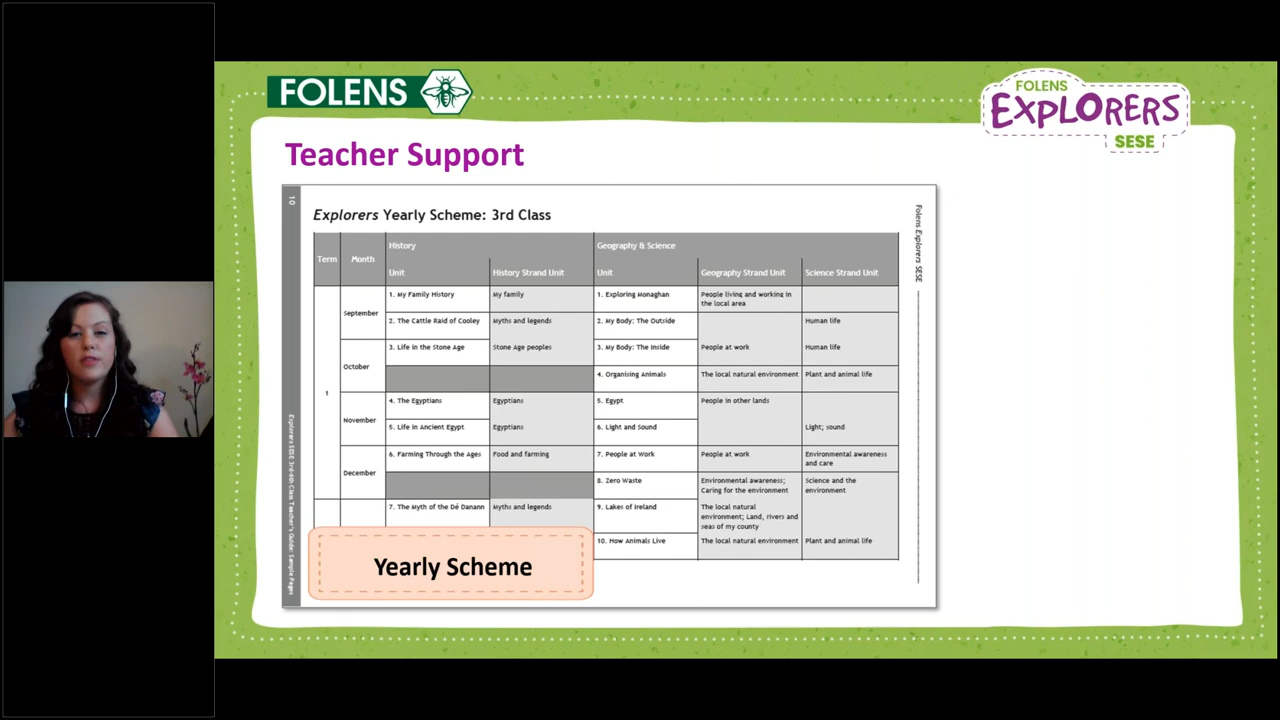 FOLENS
FOLENS
EXPLORERS
SESE
Teacher Support
10
Explorers Yearly Scheme: 3rd Class
Folens Explorers SESE
Term
Month
History
Geography & Science
Unit
History Strand Unit
Unit
Geography Strand Unit
Science Strand Unit
1
September
1. My Family History
My family
1. Exploring Monaghan
People living and working in
the local area
2. The Cattle Raid of Cooley
Myths and legends
2. My Body: The Outside
Human life
October
3. Life in the Stone Age
Stone Age peoples
3. My Body: The Inside
People at work
Human life
4. Organising Animals
The local natural environment
Plant and animal life
November
4. The Egyptians
Egyptians
5. Egypt
People in other lands
5. Life in Ancient Egypt
Egyptians
6. Light and Sound
Light; sound
December
6. Farming Through the Ages
Food and farming
7. People at Work
People at work
Environmental awareness
and care
8. Zero Waste
Environmental awareness;
Caring for the environment
Science and the
environment
7. The Myth of the Dé Danann
Myths and legends
9. Lakes of Ireland
The local natural
environment; Land, rivers and
seas of my county
10. How Animals Live
The local natural environment
Plant and animal life
Explorers SESE 3rd-6th Class Teacher's Guide: Sample Pages
Yearly Scheme